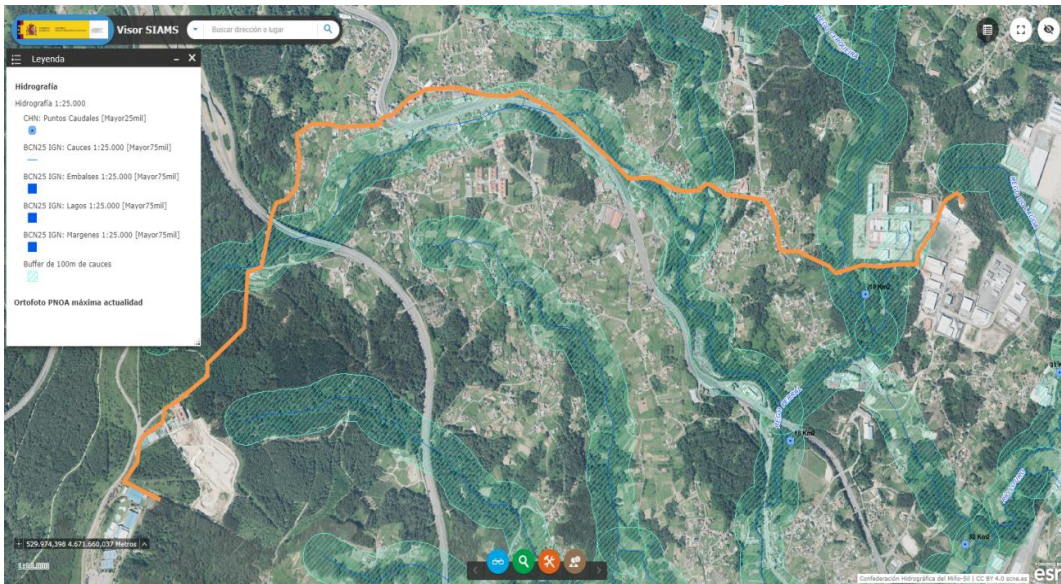 Visor SIAMS
Buscar dirección o lugar
Leyenda
Hidrografía
Hidrografía 1:25.000
CHN: Puntos Caudales [Mayor25mil]
BCN25 IGN: Cauces 1:25.000 [Mayor75mil]
BCN25 IGN: Embalses 1:25.000 [Mayor75mil]
BCN25 IGN: Lagos 1:25.000 [Mayor75mil]
BCN25 IGN: Margenes 1:25.000 [Mayor75mil]
Buffer de 100m de cauces
Ortofoto PNOA máxima actualidad
16 Km2
529.974,398 4.671.660,037 Metros
Confederación Hidrográfica del Miño-Sil | CC BY 4.0 scne.es
esri